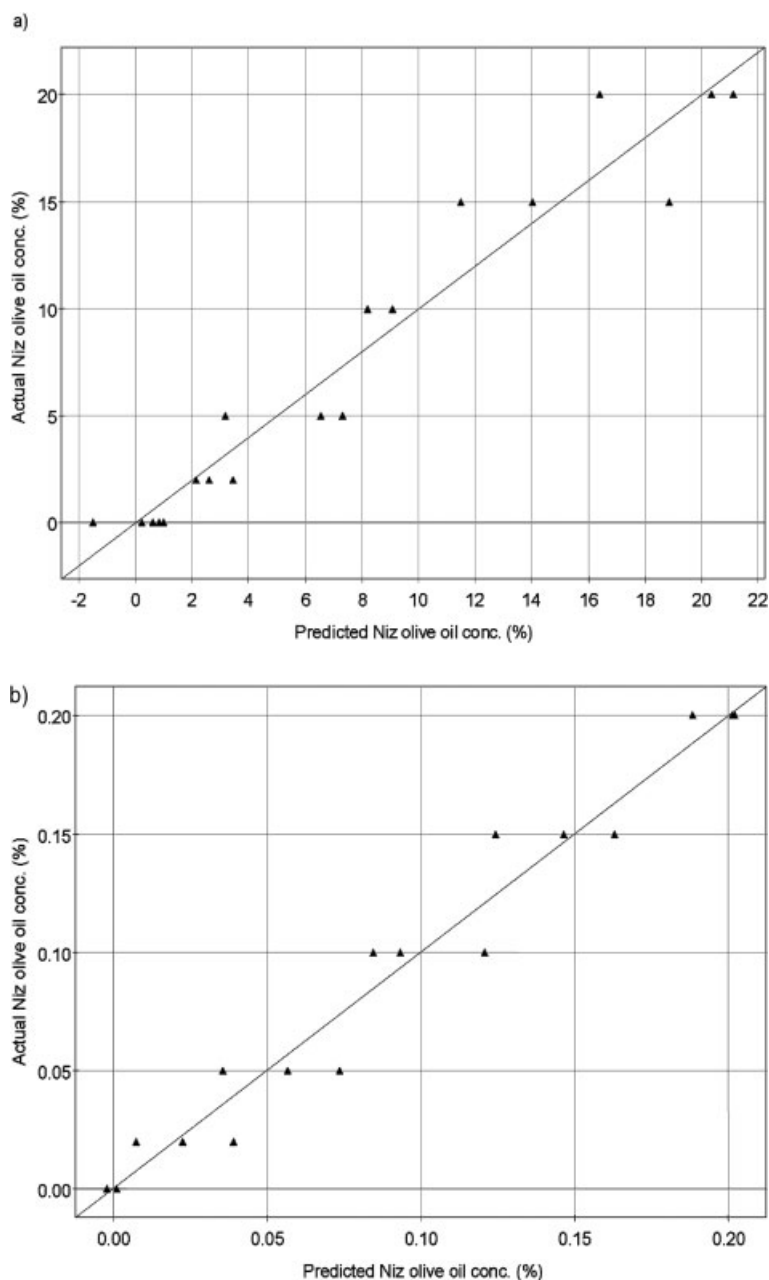 a)
20
15
10
5
0
Actual Niz olive oil conc. (%)
-2 0 2 4 6 8 10 12 14 16 18 20 22
Predicted Niz olive oil conc. (%)
b)
0.20
0.15
0.10
0.05
0.00
Actual Niz olive oil conc. (%)
0.00 0.05 0.10 0.15 0.20
Predicted Niz olive oil conc. (%)